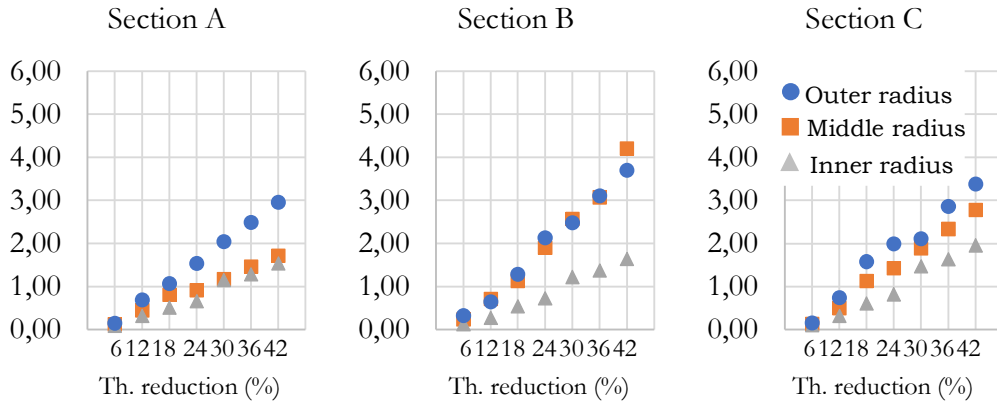 Section A
Section B
Section C
6,00
5,00
4,00
3,00
2,00
1,00
0,00
6 12 18 24 30 36 42
Th. reduction (%)
6,00
5,00
4,00
3,00
2,00
1,00
0,00
6 12 18 24 30 36 42
Th. reduction (%)
6,00
5,00
4,00
3,00
2,00
1,00
0,00
6 12 18 24 30 36 42
Th. reduction (%)
Outer radius
Middle radius
Inner radius